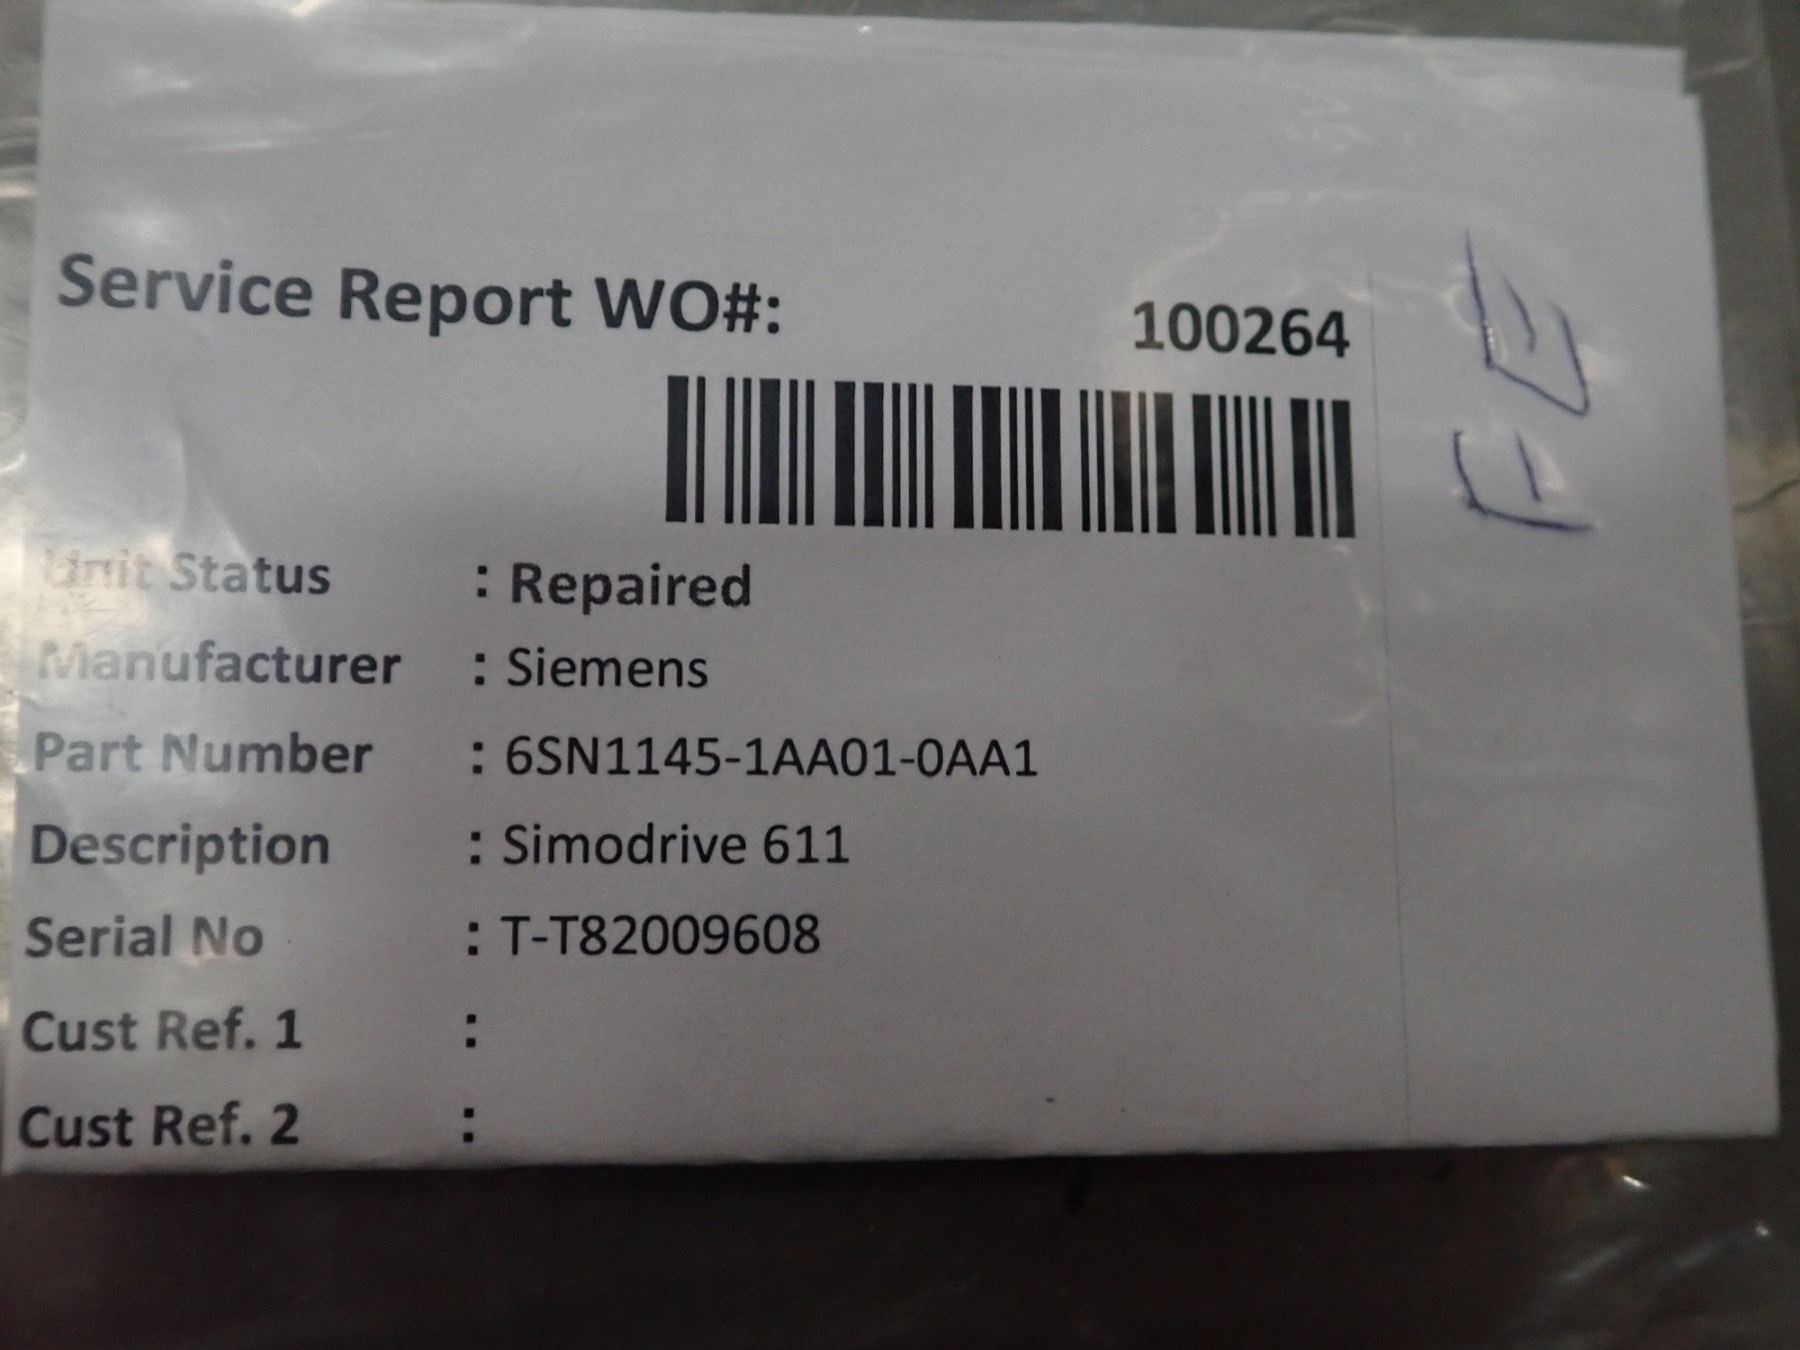 Service Report WO#: 100264
Unit Status : Repaired
Manufacturer : Siemens
Part Number : 6SN1145-1AA01-0AA1
Description : Simodrive 611
Serial No : T-T82009608
Cust Ref. 1 :
Cust Ref. 2 :